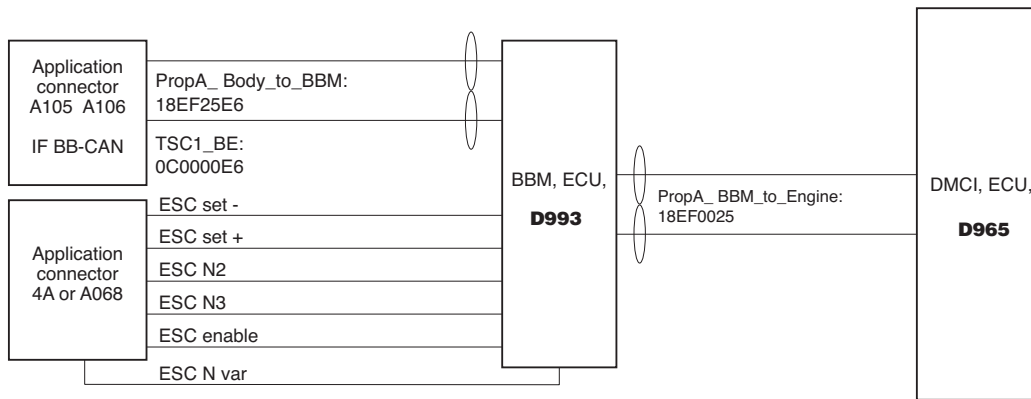 Application
connector
A105 A106
IF BB-CAN
PropA_ Body_to_BBM:
18EF25E6
TSC1_BE:
0C0000E6
Application
connector
4A or A068
ESC set -
ESC set +
ESC N2
ESC N3
ESC enable
ESC N var
BBM, ECU,
D993
PropA_ BBM_to_Engine:
18EF0025
DMCI, ECU,
D965